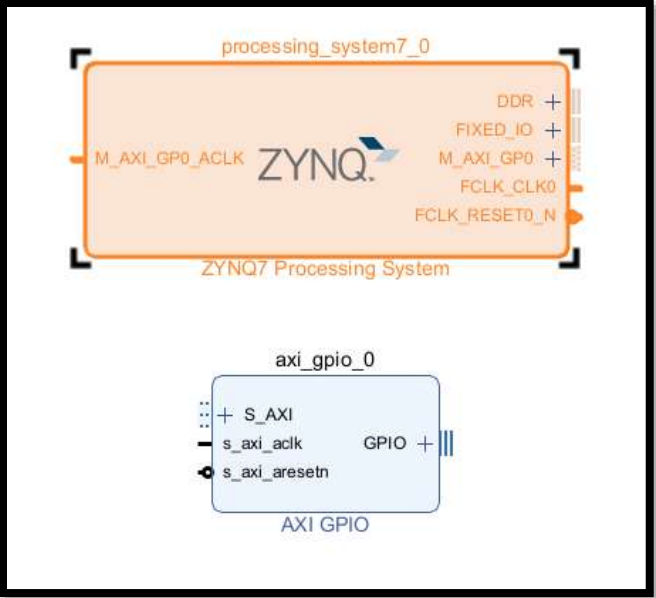 processing_system7_0
DDR
FIXED_IO
M_AXI_GP0_ACLK
ZYNQ
M_AXI_GP0
FCLK_CLK0
FCLK_RESET0_N
ZYNQ7 Processing System
axi_gpio_0
S_AXI
s_axi_aclk
GPIO
s_axi_aresetn
AXI GPIO